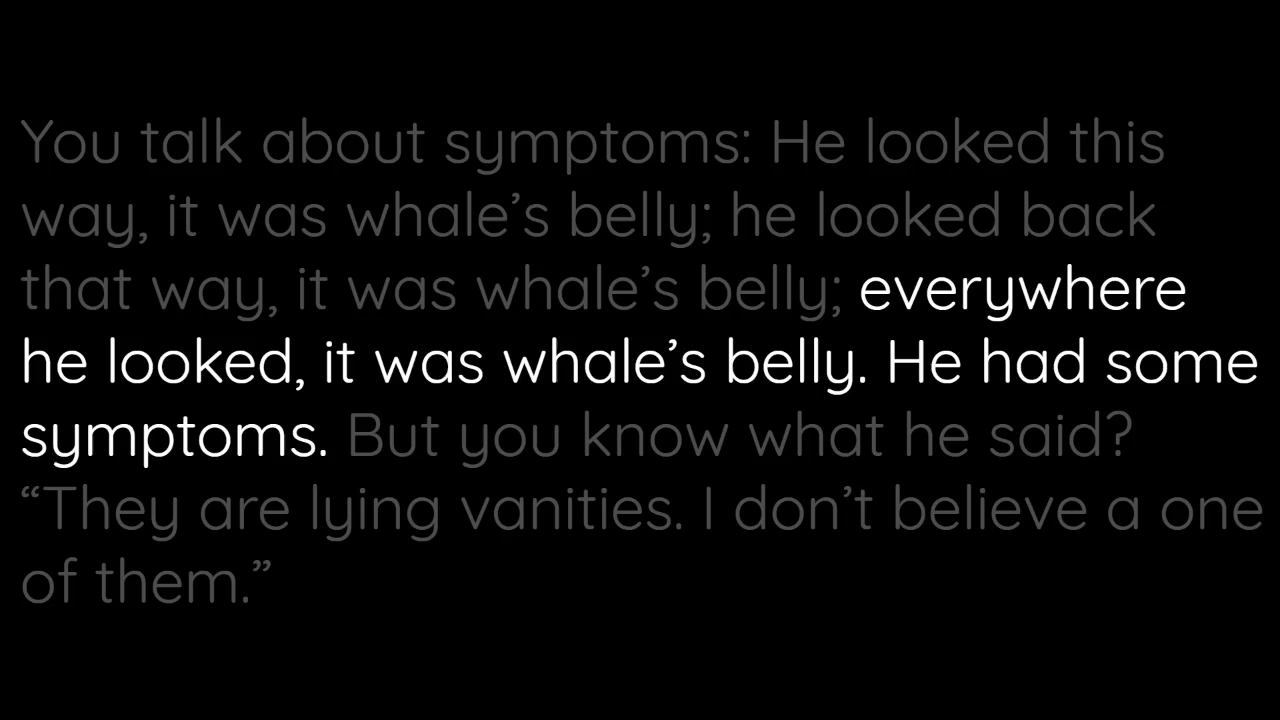 You talk about symptoms: He looked this
way, it was whale’s belly; he looked back
that way, it was whale’s belly; everywhere
he looked, it was whale’s belly. He had some
symptoms. But you know what he said?
“They are lying vanities. I don’t believe a one
of them.”